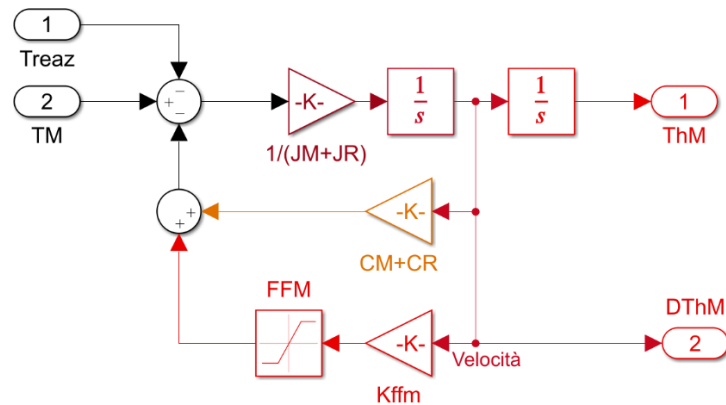 1
Treaz
2
TM
+
−
−
-K-
1/(JM+JR)
1
s
1
s
1
ThM
+
+
-K-
CM+CR
FFM
-K-
Kffm
Velocità
DThM
2